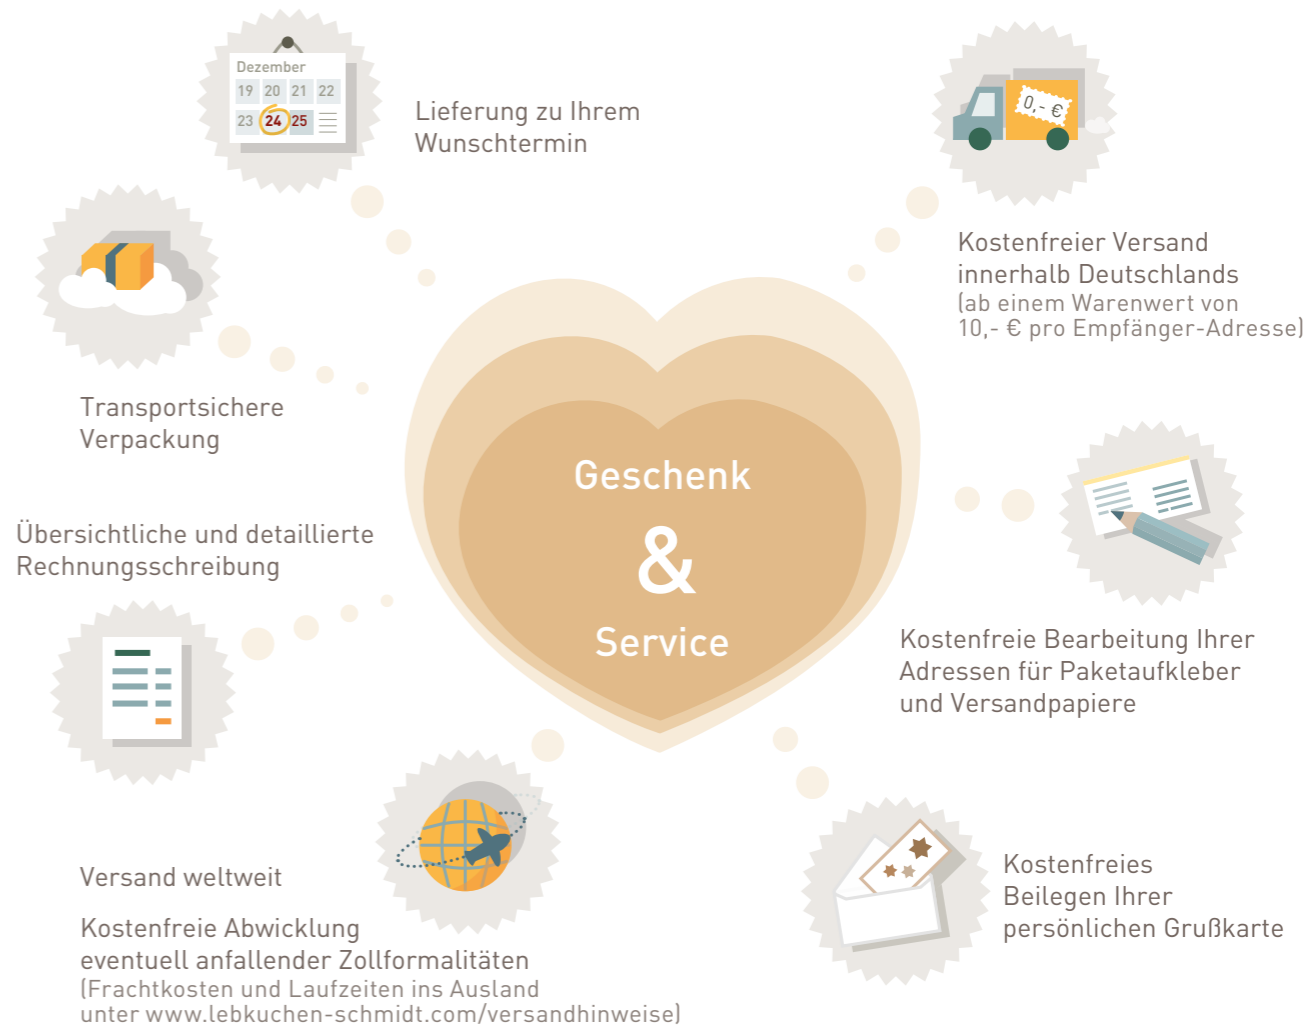 Dezember
19 20 21 22
23 24 25
Lieferung zu Ihrem
Wunschtermin
0,- €
Kostenfreier Versand
innerhalb Deutschlands
(ab einem Warenwert von
10,- € pro Empfänger-Adresse)
Transportsichere
Verpackung
Geschenk
&
Service
Übersichtliche und detaillierte
Rechnungsschreibung
Kostenfreie Bearbeitung Ihrer
Adressen für Paketaufkleber
und Versandpapiere
Versand weltweit
Kostenfreie Abwicklung
eventuell anfallender Zollformalitäten
(Frachtkosten und Laufzeiten ins Ausland
unter www.lebkuchen-schmidt.com/versandhinweise)
Kostenfreies
Beilegen Ihrer
persönlichen Grußkarte